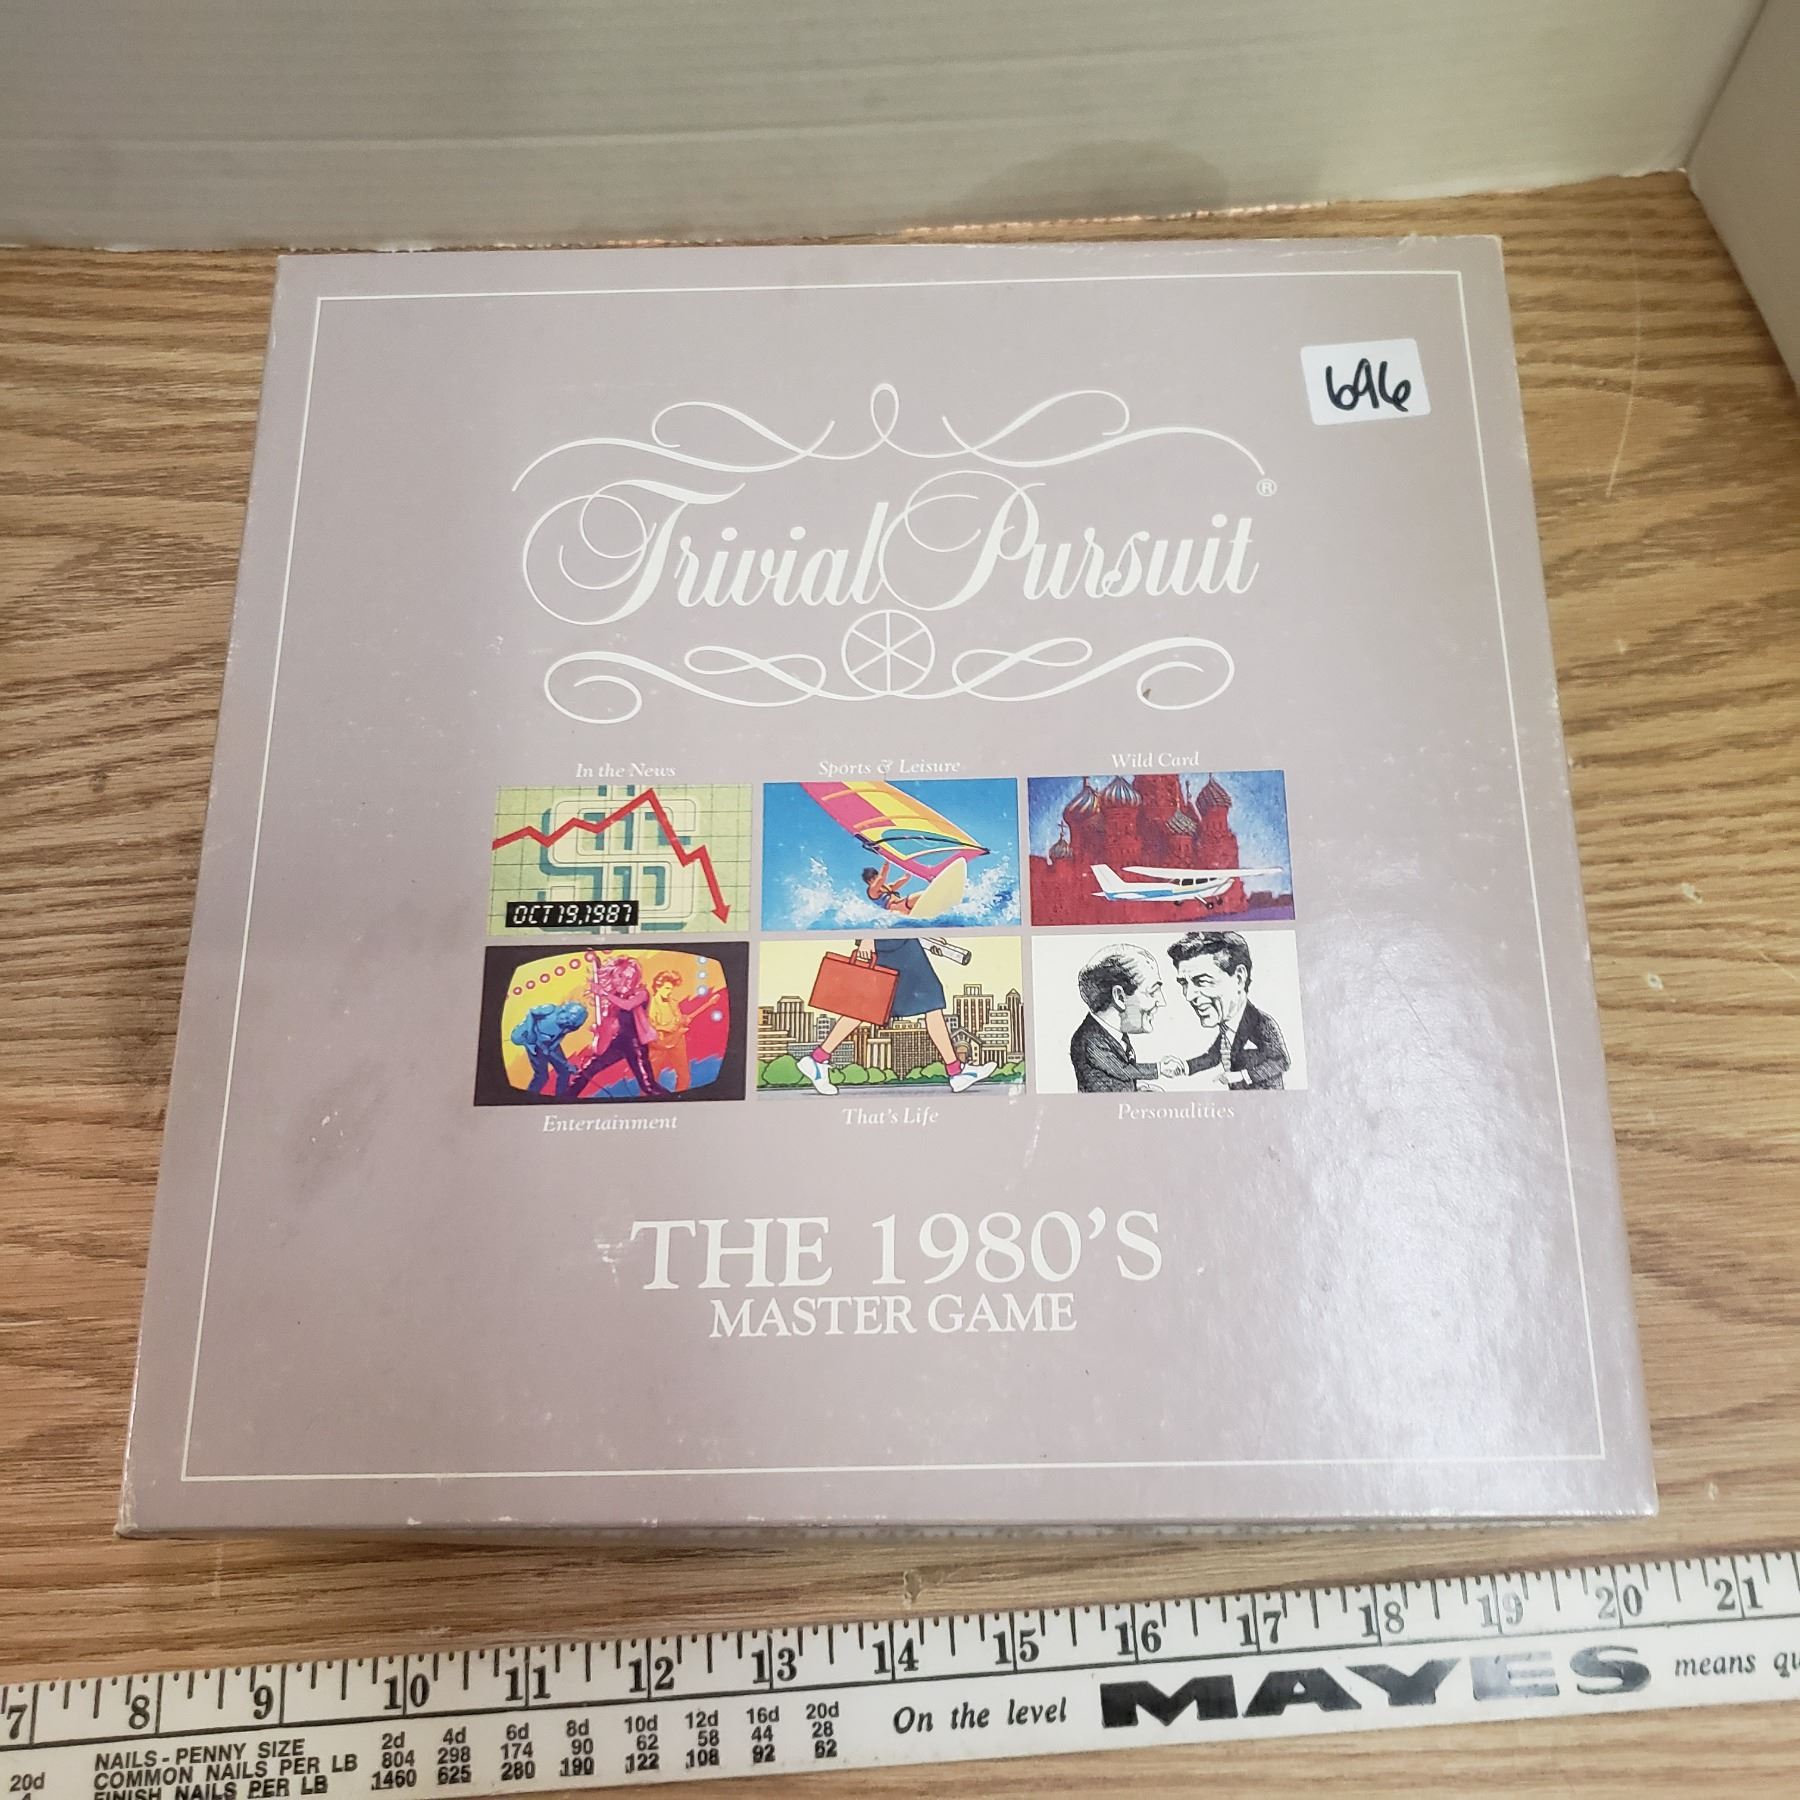 696
Trivial Pursuit ®
In the News Sports & Leisure Wild Card
OCT 19,1987
Entertainment That's Life Personalities
THE 1980'S
MASTER GAME
7 8 9 10 11 12 13 14 15 16 17 18 19 20 21
On the level MAYES means
2d 4d 6d 8d 10d 12d 16d 20d
NAILS - PENNY SIZE
804 298 174 90 62 58 44 28
COMMON NAILS PER LB
1460 625 280 190 122 108 92 62
FINISH NAILS PER LB
20d